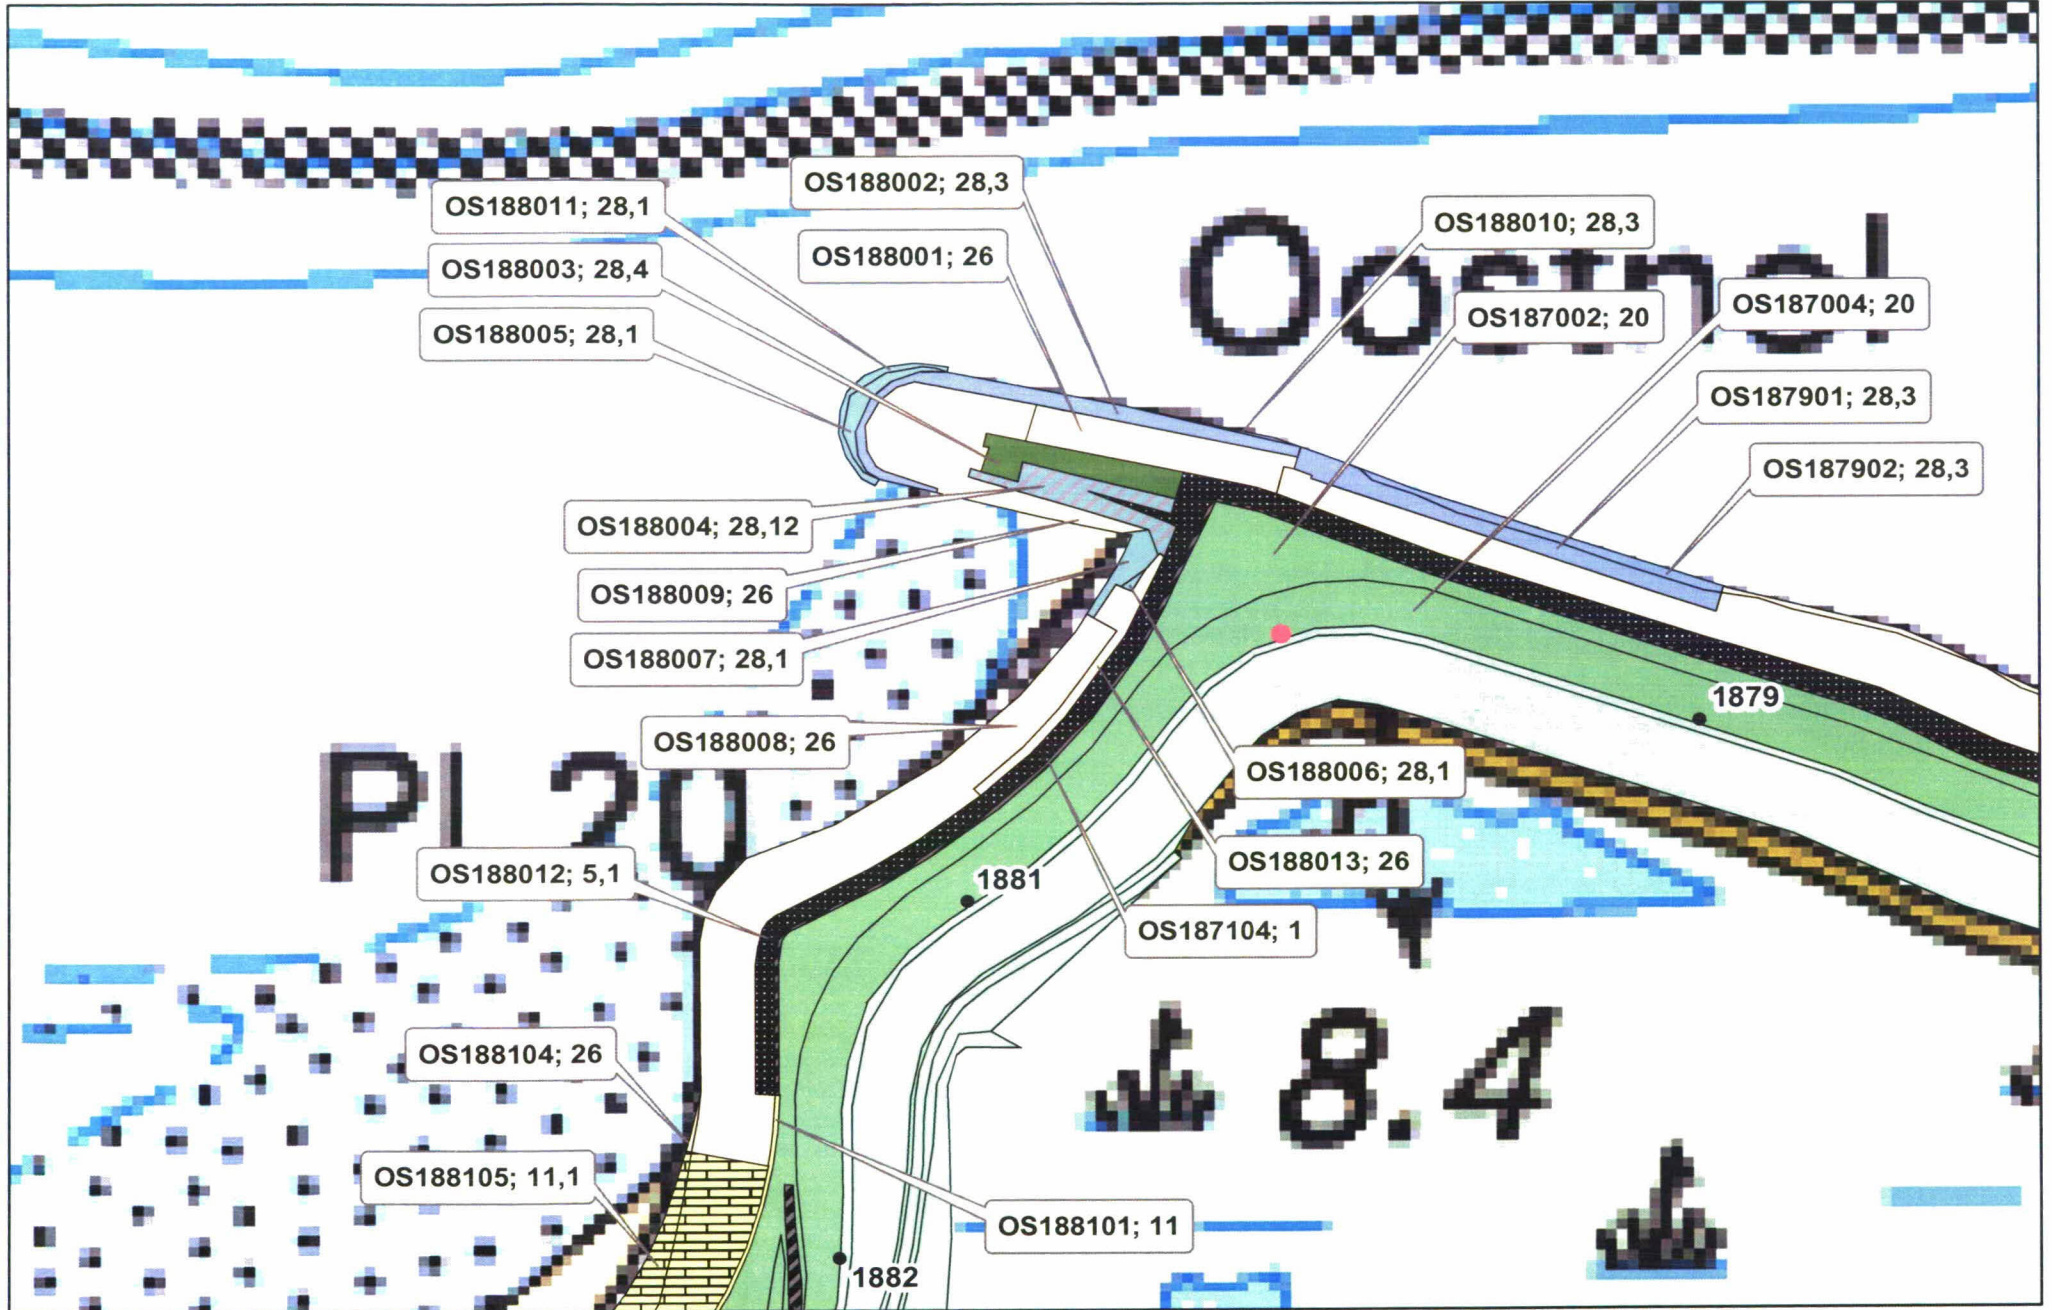 OS188002; 28,3
OS188011; 28,1
OS188010; 28,3
OS188001; 26
OS188003; 28,4
Oostnol
OS187004; 20
OS187002; 20
OS188005; 28,1
OS187901; 28,3
OS187902; 28,3
OS188004; 28,12
OS188009; 26
OS188007; 28,1
1879
OS188008; 26
OS188006; 28,1
Pl 20
OS188013; 26
OS188012; 5,1
1881
OS187104; 1
OS188104; 26
8.4
OS188105; 11,1
OS188101; 11
1882